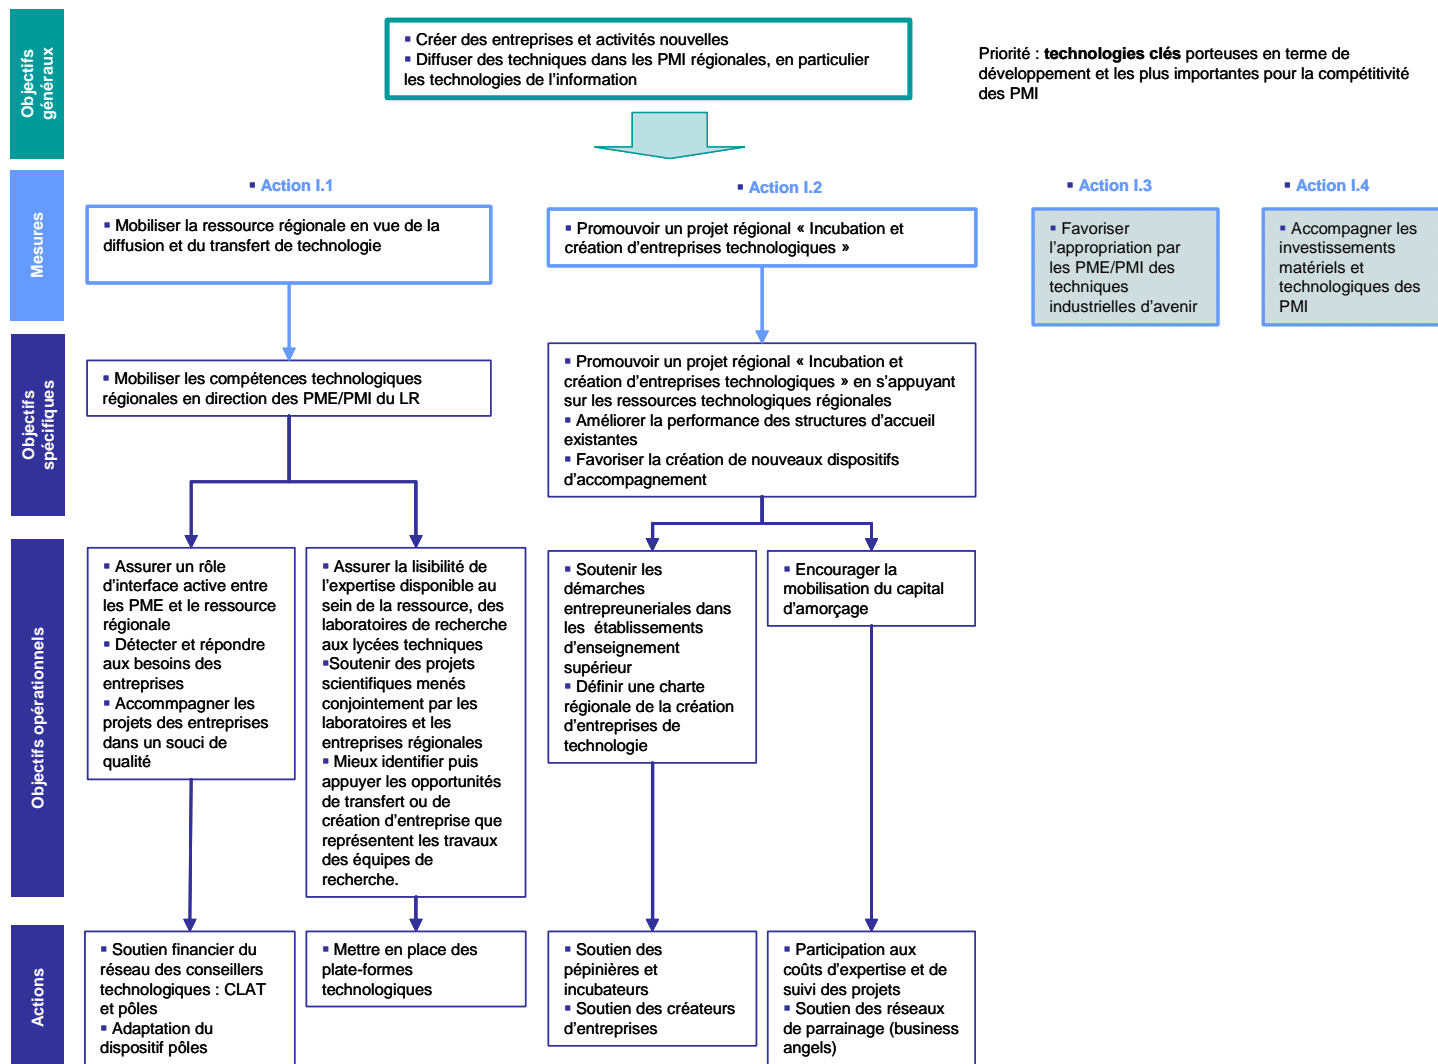 Objectifs
généraux
▪ Créer des entreprises et activités nouvelles
▪ Diffuser des techniques dans les PMI régionales, en particulier
les technologies de l'information
Priorité : technologies clés porteuses en terme de
développement et les plus importantes pour la compétitivité
des PMI
Mesures
▪ Action I.1
▪ Mobiliser la ressource régionale en vue de la
diffusion et du transfert de technologie
▪ Action I.2
▪ Promouvoir un projet régional « Incubation et
création d'entreprises technologiques »
▪ Action I.3
▪ Favoriser
l'appropriation par
les PME/PMI des
techniques
industrielles d'avenir
▪ Action I.4
▪ Accompagner les
investissements
matériels et
technologiques des
PMI
Objectifs
spécifiques
▪ Mobiliser les compétences technologiques
régionales en direction des PME/PMI du LR
▪ Promouvoir un projet régional « Incubation et
création d'entreprises technologiques » en s'appuyant
sur les ressources technologiques régionales
▪ Améliorer la performance des structures d'accueil
existantes
▪ Favoriser la création de nouveaux dispositifs
d'accompagnement
Objectifs opérationnels
▪ Assurer un rôle
d'interface active entre
les PME et le ressource
régionale
▪ Détecter et répondre
aux besoins des
entreprises
▪ Accommpagner les
projets des entreprises
dans un souci de
qualité
▪ Assurer la lisibilité de
l'expertise disponible au
sein de la ressource, des
laboratoires de recherche
aux lycées techniques
▪Soutenir des projets
scientifiques menés
conjointement par les
laboratoires et les
entreprises régionales
▪ Mieux identifier puis
appuyer les opportunités
de transfert ou de
création d'entreprise que
représentent les travaux
des équipes de
recherche.
▪ Soutenir les
démarches
entrepreuneriales dans
les établissements
d'enseignement
supérieur
▪ Définir une charte
régionale de la création
d'entreprises de
technologie
▪ Encourager la
mobilisation du capital
d'amorçage
Actions
▪ Soutien financier du
réseau des conseillers
technologiques : CLAT
et pôles
▪ Adaptation du
dispositif pôles
▪ Mettre en place des
plate-formes
technologiques
▪ Soutien des
pépinières et
incubateurs
▪ Soutien des créateurs
d'entreprises
▪ Participation aux
coûts d'expertise et de
suivi des projets
▪ Soutien des réseaux
de parrainage (business
angels)